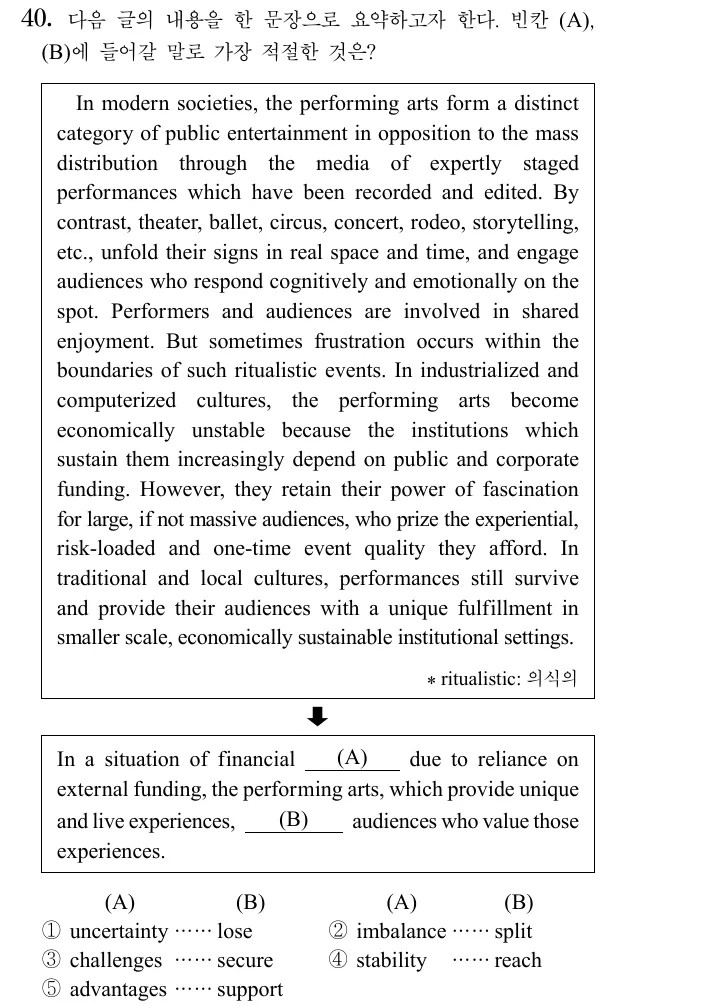 40. 다음 글의 내용을 한 문장으로 요약하고자 한다. 빈칸 (A),
(B)에 들어갈 말로 가장 적절한 것은?
In modern societies, the performing arts form a distinct
category of public entertainment in opposition to the mass
distribution through the media of expertly staged
performances which have been recorded and edited. By
contrast, theater, ballet, circus, concert, rodeo, storytelling,
etc., unfold their signs in real space and time, and engage
audiences who respond cognitively and emotionally on the
spot. Performers and audiences are involved in shared
enjoyment. But sometimes frustration occurs within the
boundaries of such ritualistic events. In industrialized and
computerized cultures, the performing arts become
economically unstable because the institutions which
sustain them increasingly depend on public and corporate
funding. However, they retain their power of fascination
for large, if not massive audiences, who prize the experiential,
risk-loaded and one-time event quality they afford. In
traditional and local cultures, performances still survive
and provide their audiences with a unique fulfillment in
smaller scale, economically sustainable institutional settings.
* ritualistic: 의식의
In a situation of financial (A) due to reliance on
external funding, the performing arts, which provide unique
and live experiences, (B) audiences who value those
experiences.
(A) (B) (A) (B)
① uncertainty …… lose ② imbalance …… split
③ challenges …… secure ④ stability …… reach
⑤ advantages …… support